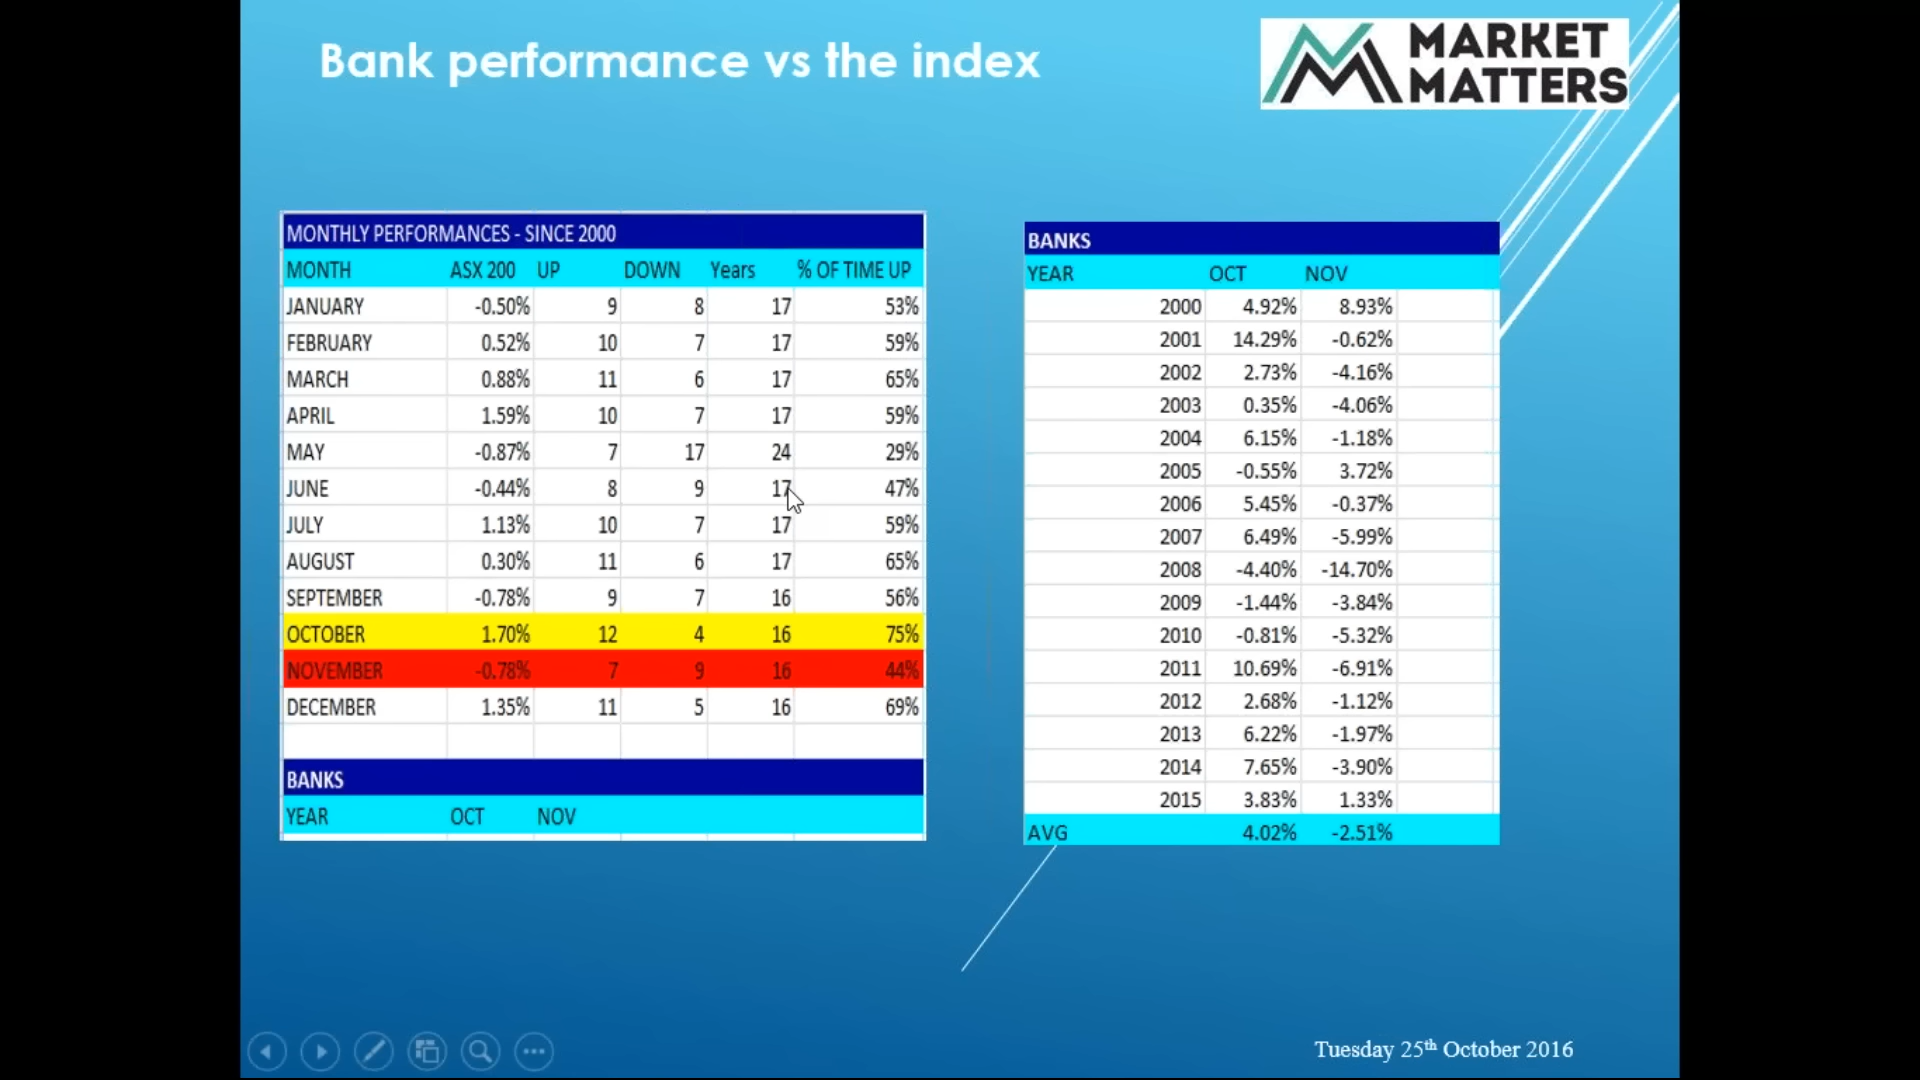 Bank performance vs the index
MARKET
MATTERS
MONTHLY PERFORMANCES - SINCE 2000
MONTH ASX 200 UP DOWN Years % OF TIME UP
JANUARY -0.50% 9 8 17 53%
FEBRUARY 0.52% 10 7 17 59%
MARCH 0.88% 11 6 17 65%
APRIL 1.59% 10 7 17 59%
MAY -0.87% 7 17 24 29%
JUNE -0.44% 8 9 17 47%
JULY 1.13% 10 7 17 59%
AUGUST 0.30% 11 6 17 65%
SEPTEMBER -0.78% 9 7 16 56%
OCTOBER 1.70% 12 4 16 75%
NOVEMBER -0.78% 7 9 16 44%
DECEMBER 1.35% 11 5 16 69%
BANKS
YEAR OCT NOV
BANKS
YEAR OCT NOV
2000 4.92% 8.93%
2001 14.29% -0.62%
2002 2.73% -4.16%
2003 0.35% -4.06%
2004 6.15% -1.18%
2005 -0.55% 3.72%
2006 5.45% -0.37%
2007 6.49% -5.99%
2008 -4.40% -14.70%
2009 -1.44% -3.84%
2010 -0.81% -5.32%
2011 10.69% -6.91%
2012 2.68% -1.12%
2013 6.22% -1.97%
2014 7.65% -3.90%
2015 3.83% 1.33%
AVG 4.02% -2.51%
Tuesday 25th October 2016